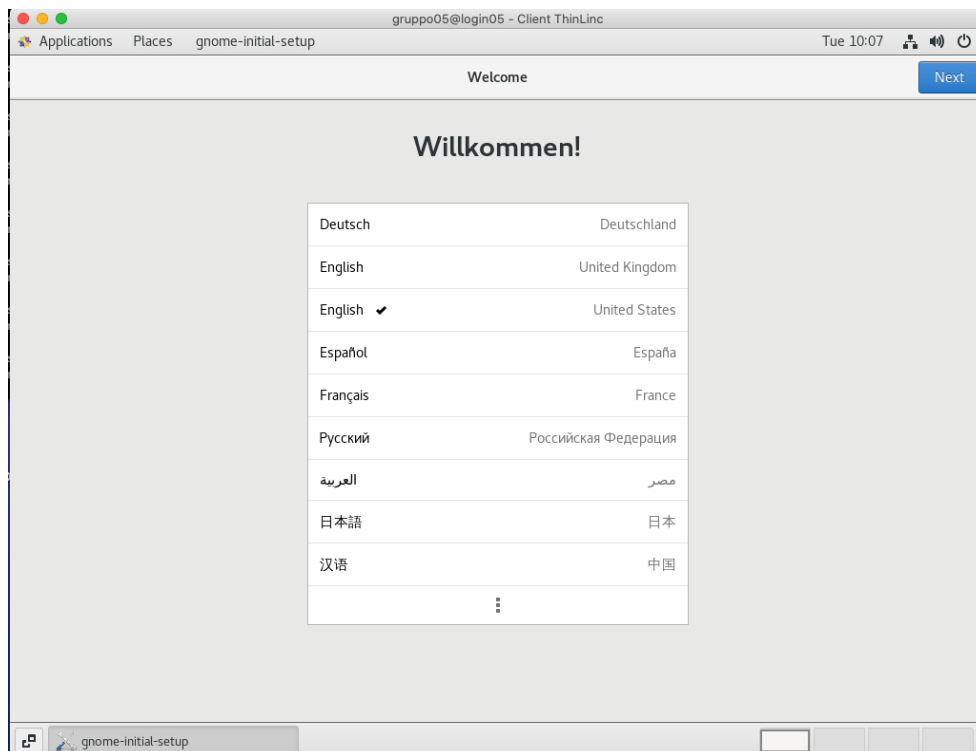 gruppo05@login05 - Client ThinLinc
Applications Places gnome-initial-setup Tue 10:07
Welcome Next
Willkommen!
Deutsch Deutschland
English United Kingdom
English United States
Español España
Français France
Русский Российская Федерация
العربية مصر
日本語 日本
汉语 中国
gnome-initial-setup